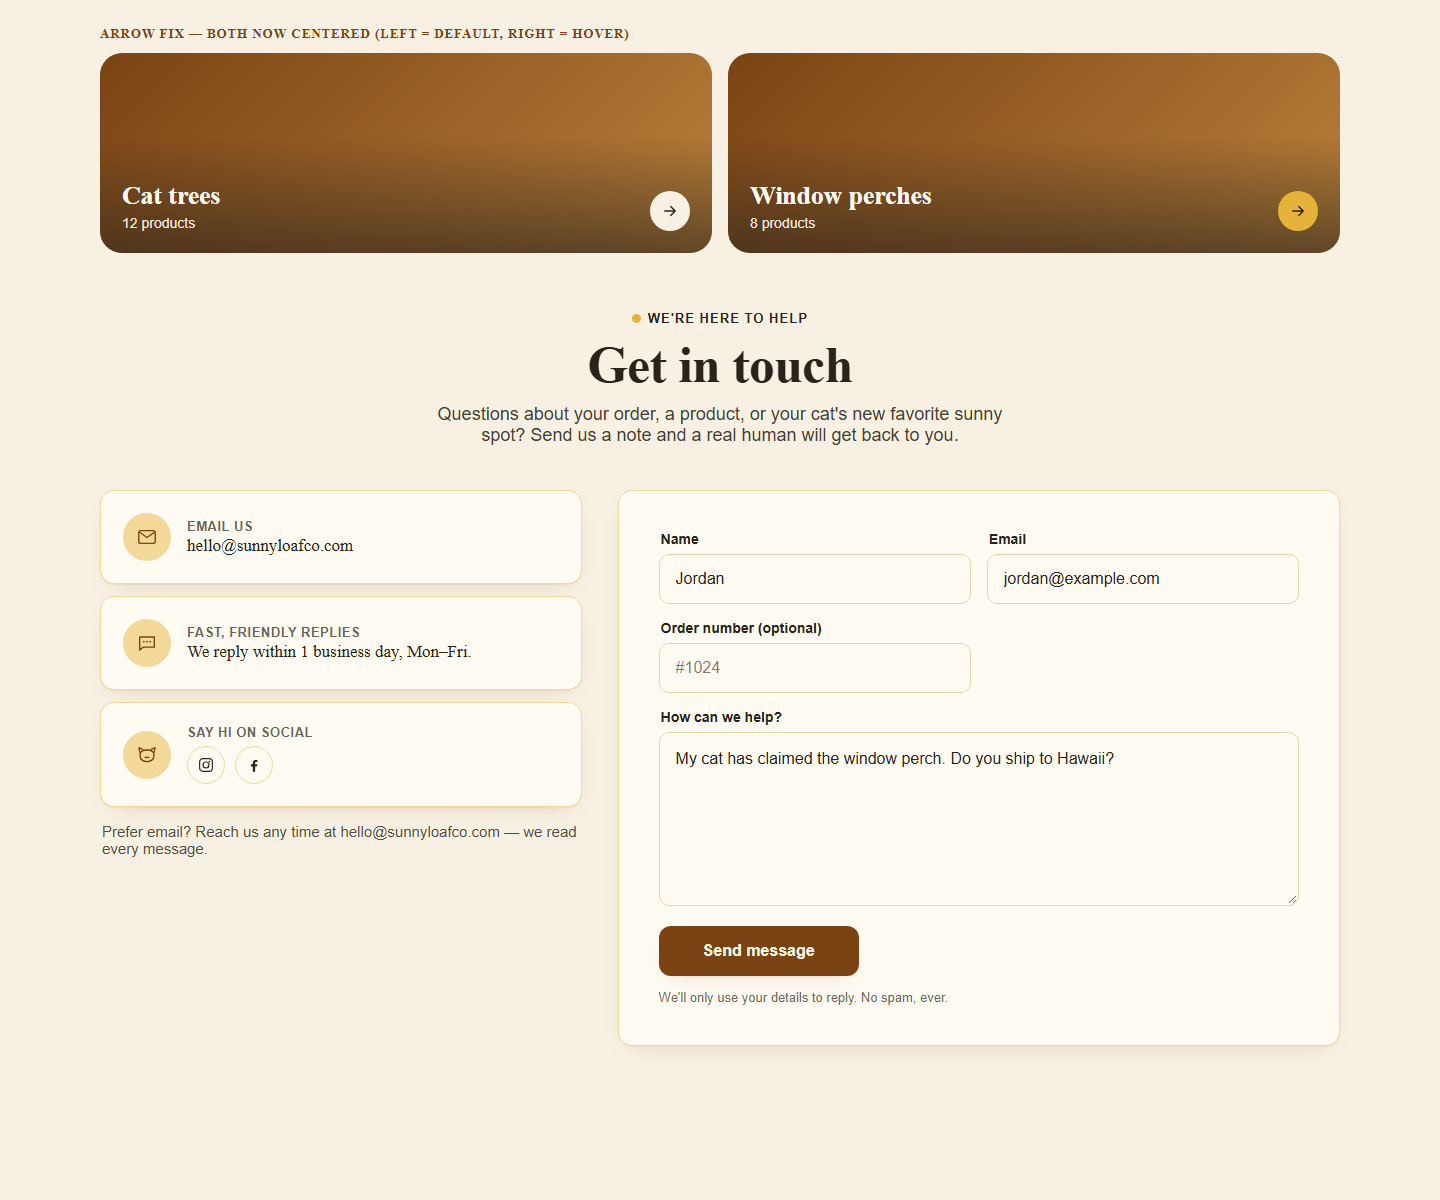 ARROW FIX — BOTH NOW CENTERED (LEFT = DEFAULT, RIGHT = HOVER)
Cat trees
12 products
Window perches
8 products
WE'RE HERE TO HELP
Get in touch
Questions about your order, a product, or your cat's new favorite sunny
spot? Send us a note and a real human will get back to you.
EMAIL US
hello@sunnyloafco.com
FAST, FRIENDLY REPLIES
We reply within 1 business day, Mon–Fri.
SAY HI ON SOCIAL
Prefer email? Reach us any time at hello@sunnyloafco.com — we read
every message.
Name
Email
Jordan
jordan@example.com
Order number (optional)
#1024
How can we help?
My cat has claimed the window perch. Do you ship to Hawaii?
Send message
We'll only use your details to reply. No spam, ever.